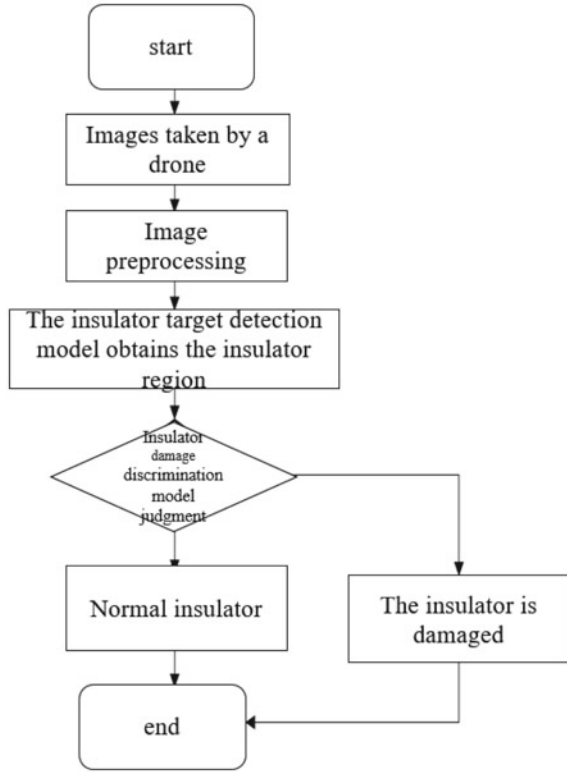 start
Images taken by a
drone
Image
preprocessing
The insulator target detection
model obtains the insulator
region
Insulator
damage
discrimination
model
judgment
Normal insulator
The insulator is
damaged
end